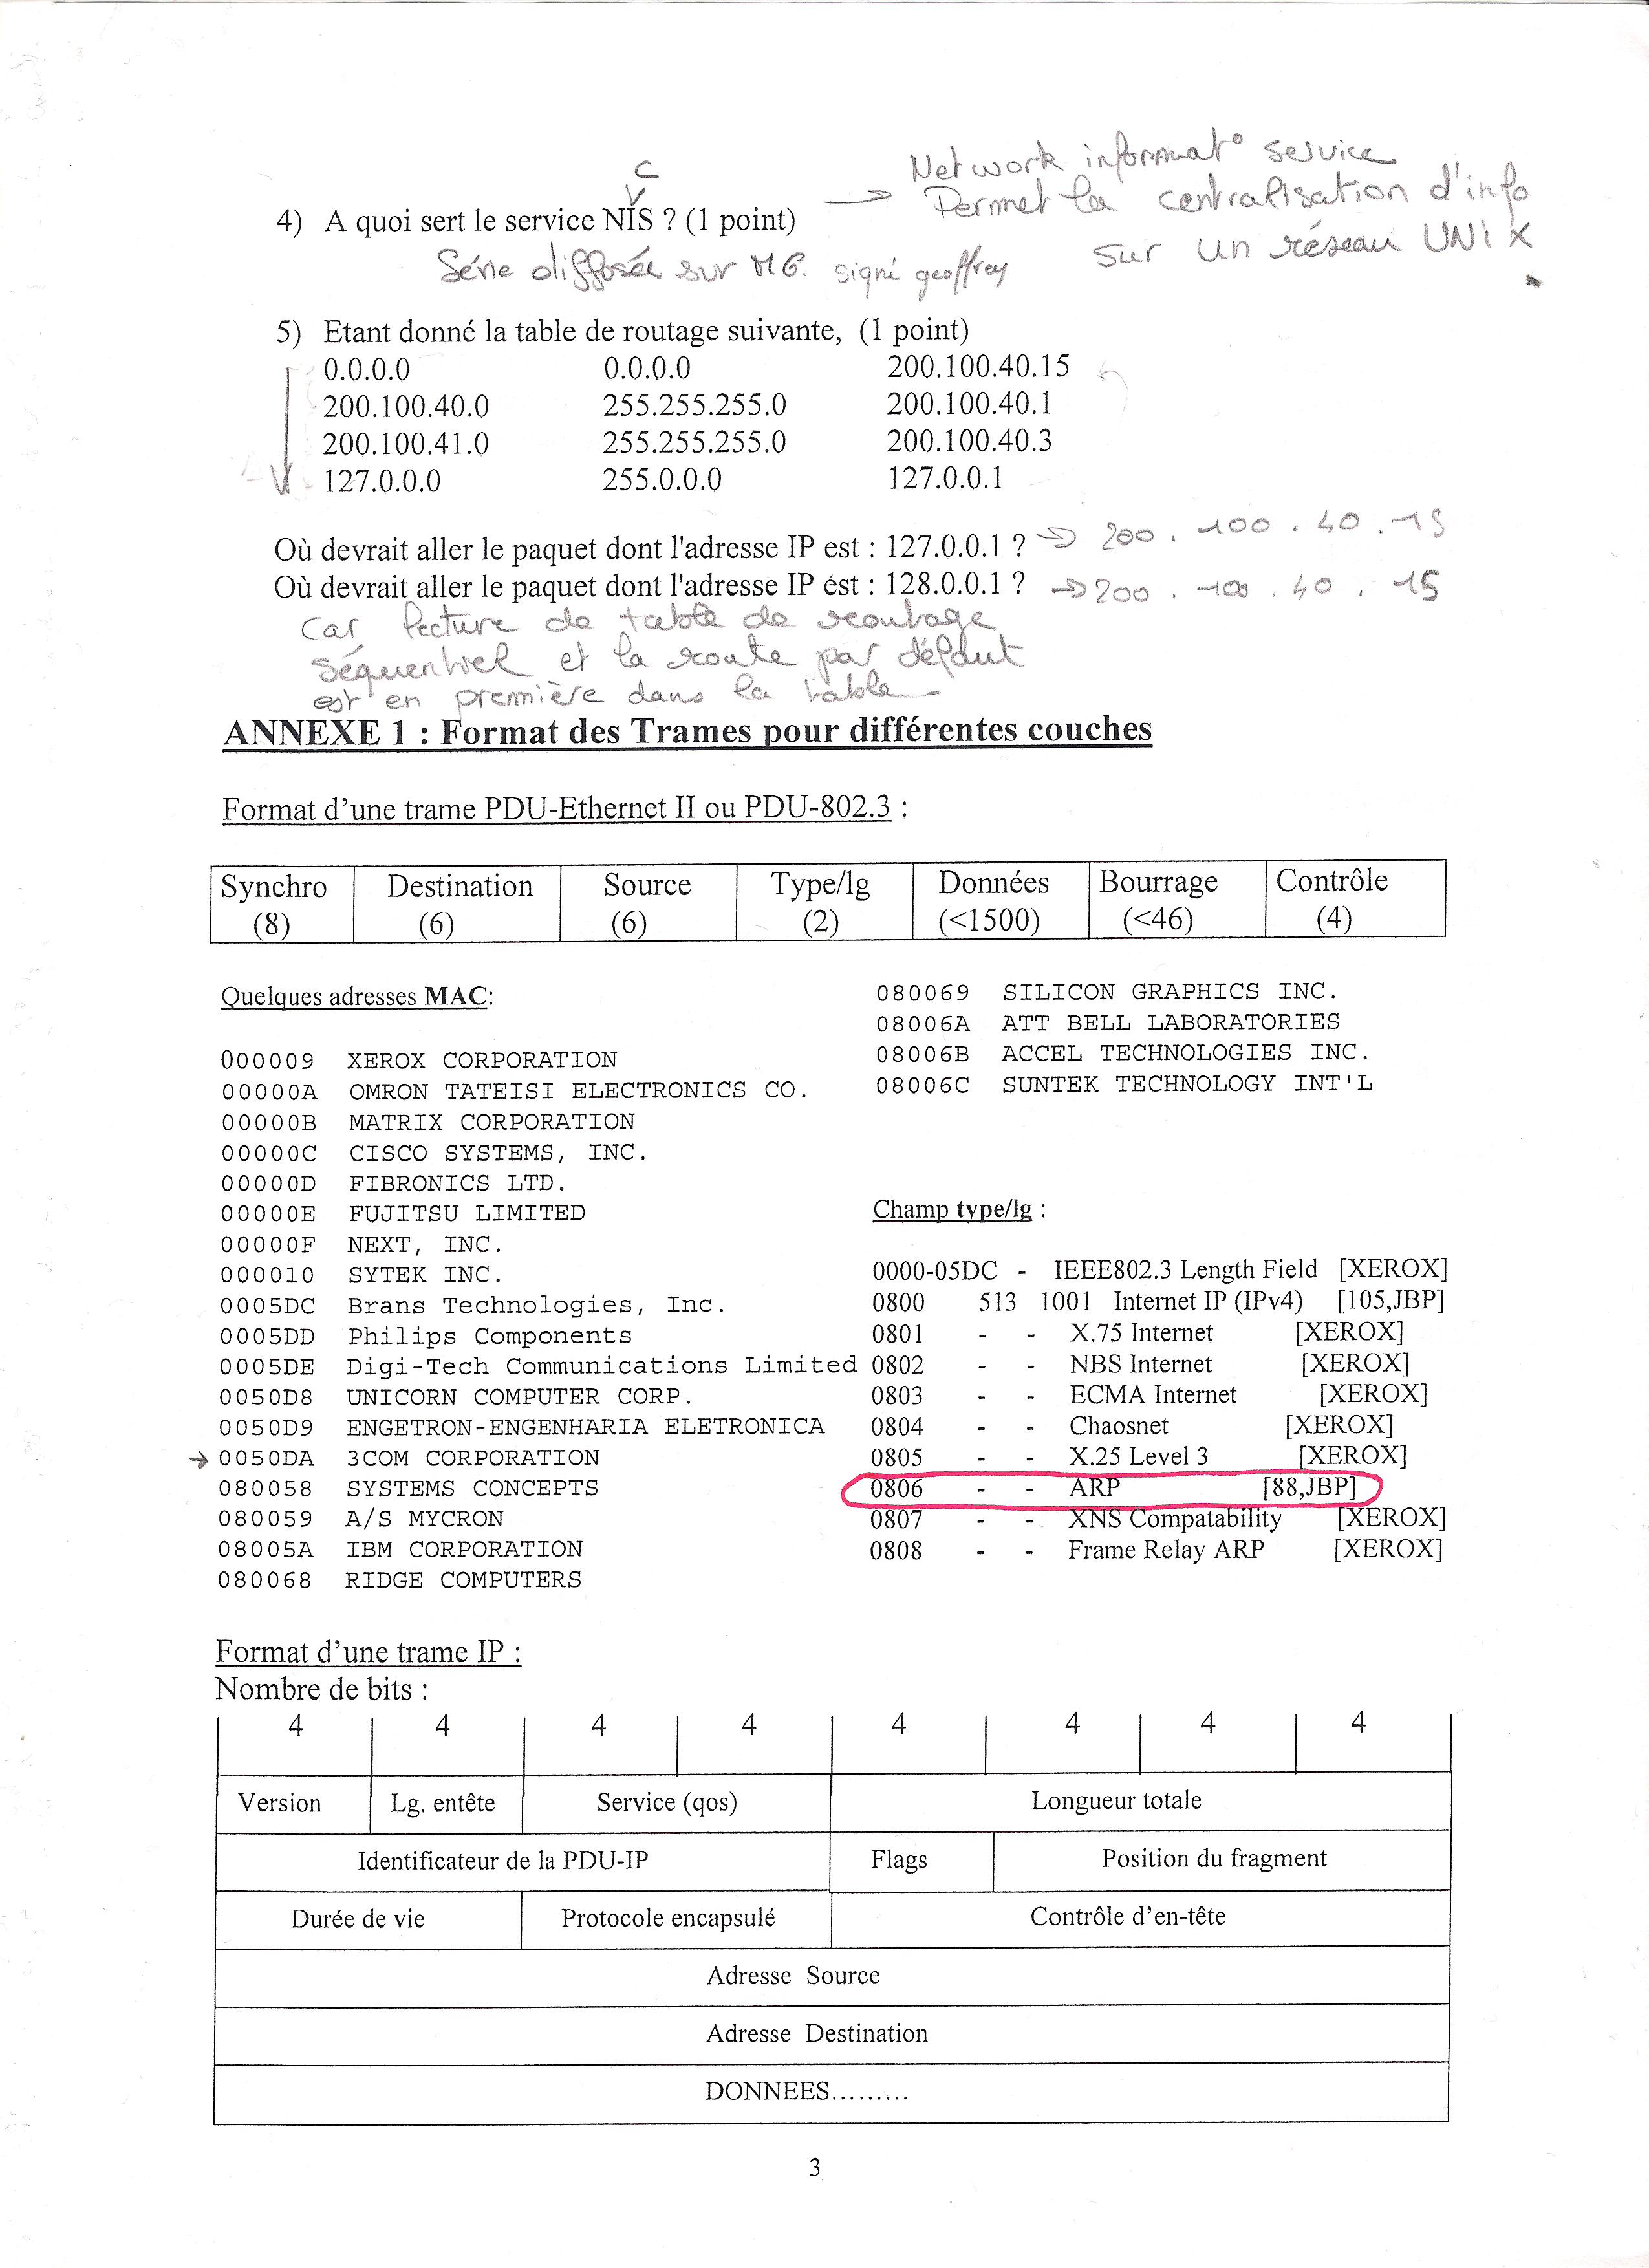 C
4) A quoi sert le service NIS ? (1 point) → Network informat° service
Permet la centralisation d'info
sur un réseau UNIX
Série diffosée sur M6. signé geoffrey
5) Etant donné la table de routage suivante, (1 point)
0.0.0.0 0.0.0.0 200.100.40.15
200.100.40.0 255.255.255.0 200.100.40.1
200.100.41.0 255.255.255.0 200.100.40.3
127.0.0.0 255.0.0.0 127.0.0.1
Où devrait aller le paquet dont l'adresse IP est : 127.0.0.1 ? → 200.100.40.15
Où devrait aller le paquet dont l'adresse IP est : 128.0.0.1 ? → 200.100.40.15
Car lecture de table de routage
séquentiel et la route par défaut
est en première dans la table.
ANNEXE 1 : Format des Trames pour différentes couches
Format d'une trame PDU-Ethernet II ou PDU-802.3 :
Synchro Destination Source Type/lg Données Bourrage Contrôle
(8) (6) (6) (2) (<1500) (<46) (4)
Quelques adresses MAC:
000009 XEROX CORPORATION
00000A OMRON TATEISI ELECTRONICS CO.
00000B MATRIX CORPORATION
00000C CISCO SYSTEMS, INC.
00000D FIBRONICS LTD.
00000E FUJITSU LIMITED
00000F NEXT, INC.
000010 SYTEK INC.
0005DC Brans Technologies, Inc.
0005DD Philips Components
0005DE Digi-Tech Communications Limited
0050D8 UNICORN COMPUTER CORP.
0050D9 ENGETRON-ENGENHARIA ELETRONICA
→ 0050DA 3COM CORPORATION
080058 SYSTEMS CONCEPTS
080059 A/S MYCRON
08005A IBM CORPORATION
080068 RIDGE COMPUTERS
080069 SILICON GRAPHICS INC.
08006A ATT BELL LABORATORIES
08006B ACCEL TECHNOLOGIES INC.
08006C SUNTEK TECHNOLOGY INT'L
Champ type/lg :
0000-05DC - IEEE802.3 Length Field [XEROX]
0800 513 1001 Internet IP (IPv4) [105,JBP]
0801 - - X.75 Internet [XEROX]
0802 - - NBS Internet [XEROX]
0803 - - ECMA Internet [XEROX]
0804 - - Chaosnet [XEROX]
0805 - - X.25 Level 3 [XEROX]
0806 - - ARP [88,JBP]
0807 - - XNS Compatability [XEROX]
0808 - - Frame Relay ARP [XEROX]
Format d'une trame IP :
Nombre de bits :
4 4 4 4 4 4 4 4
Version Lg. entête Service (qos) Longueur totale
Identificateur de la PDU-IP Flags Position du fragment
Durée de vie Protocole encapsulé Contrôle d'en-tête
Adresse Source
Adresse Destination
DONNEES.........
3